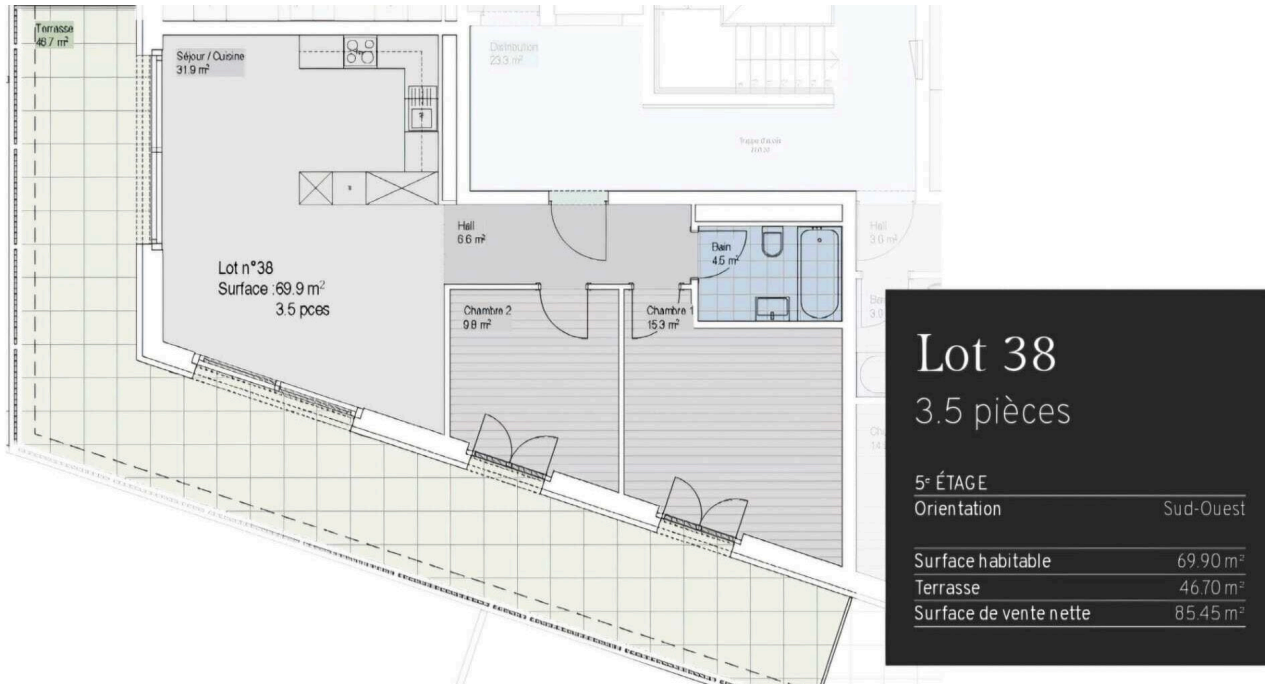 Terrasse
46.7 m²
Séjour / Cuisine
31.9 m²
Distribution
23.3 m²
Hall
6.6 m²
Bain
4.5 m²
Hall
3.0 m²
Lot n°38
Surface :69.9 m²
3.5 pces
Chambre 2
9.8 m²
Chambre 1
15.3 m²
3.0
Lot 38
3.5 pièces
5e ÉTAGE
Orientation Sud-Ouest
Surface habitable 69.90 m²
Terrasse 46.70 m²
Surface de vente nette 85.45 m²